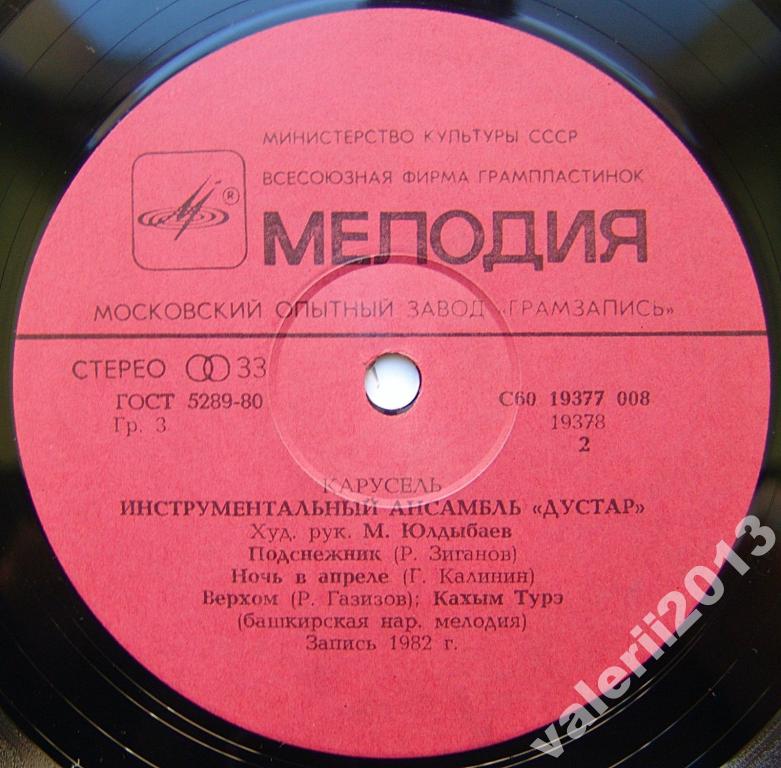 МИНИСТЕРСТВО КУЛЬТУРЫ СССР
ВСЕСОЮЗНАЯ ФИРМА ГРАМПЛАСТИНОК
®
МЕЛОДИЯ
МОСКОВСКИЙ ОПЫТНЫЙ ЗАВОД «ГРАМЗАПИСЬ»
СТЕРЕО 33
ГОСТ 5289-80 С60 19377 008
Гр. 3 19378
2
КАРУСЕЛЬ
ИНСТРУМЕНТАЛЬНЫЙ АНСАМБЛЬ «ДУСТАР»
Худ. рук. М. Юлдыбаев
Подснежник (Р. Зиганов)
Ночь в апреле (Г. Калинин)
Верхом (Р. Газизов); Кахым Турэ
(башкирская нар. мелодия)
Запись 1982 г.
valerii2013